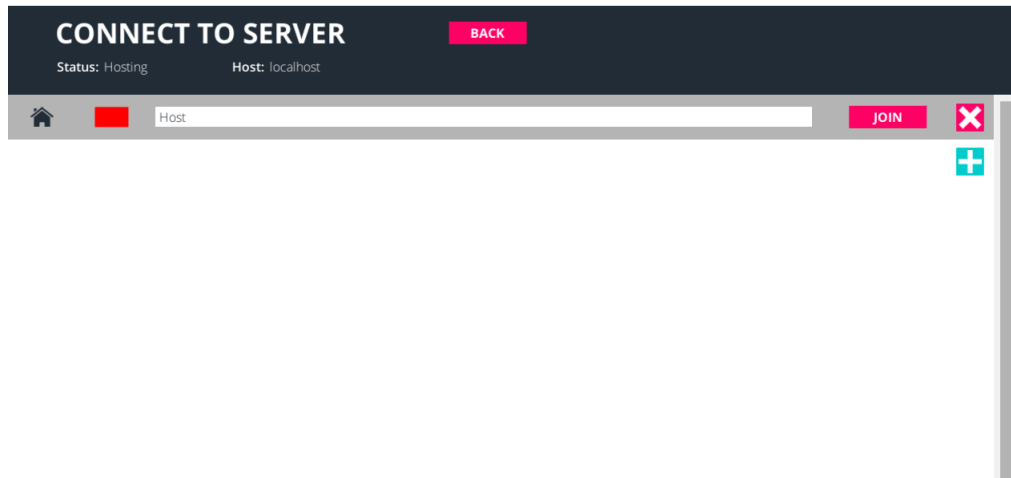 CONNECT TO SERVER
BACK
Status: Hosting
Host: localhost
Host
JOIN